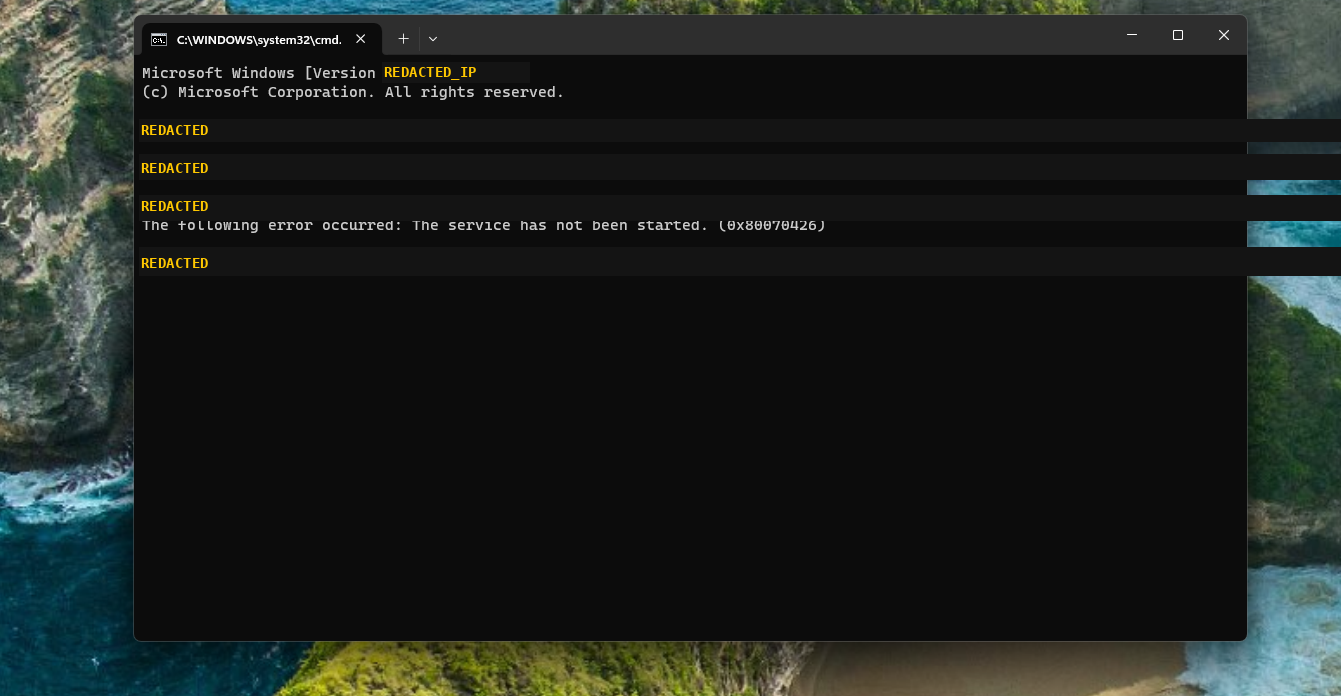 C:\WINDOWS\system32\cmd.
Microsoft Windows [Version REDACTED_IP
(c) Microsoft Corporation. All rights reserved.
REDACTED
REDACTED
REDACTED
The following error occurred: The service has not been started. (0x80070426)
REDACTED